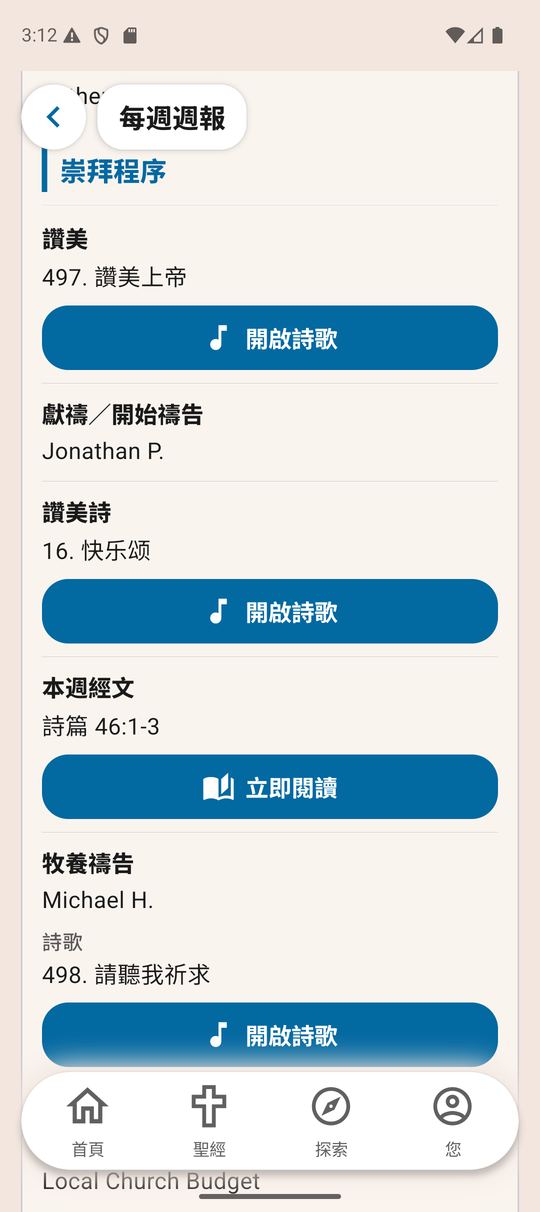 3:12
每週週報
崇拜程序
讚美
497. 讚美上帝
開啟詩歌
獻禱／開始禱告
Jonathan P.
讚美詩
16. 快乐颂
開啟詩歌
本週經文
詩篇 46:1-3
立即閱讀
牧養禱告
Michael H.
詩歌
498. 請聽我祈求
開啟詩歌
首頁
聖經
探索
您
Local Church Budget